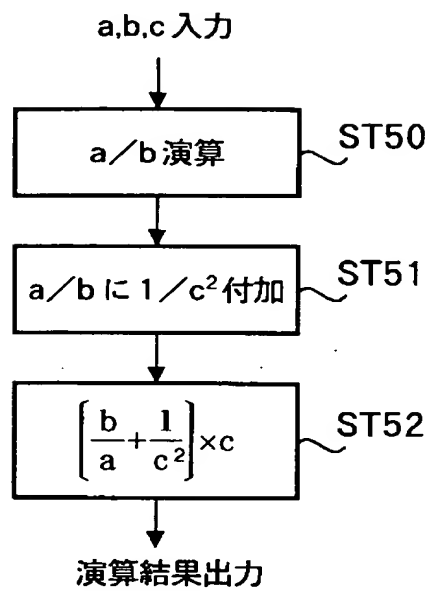 a,b,c 入力
a／b 演算
ST50
a／b に 1／c² 付加
ST51
[b/a + 1/c²] × c
ST52
演算結果出力